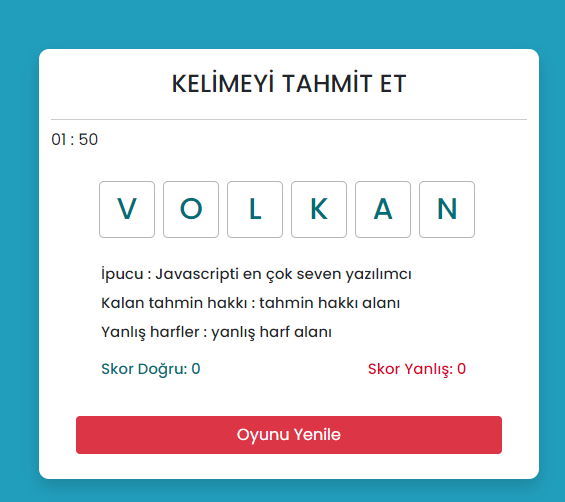 KELİMEYİ TAHMİT ET
01 : 50
V O L K A N
İpucu : Javascripti en çok seven yazılımcı
Kalan tahmin hakkı : tahmin hakkı alanı
Yanlış harfler : yanlış harf alanı
Skor Doğru: 0 Skor Yanlış: 0
Oyunu Yenile